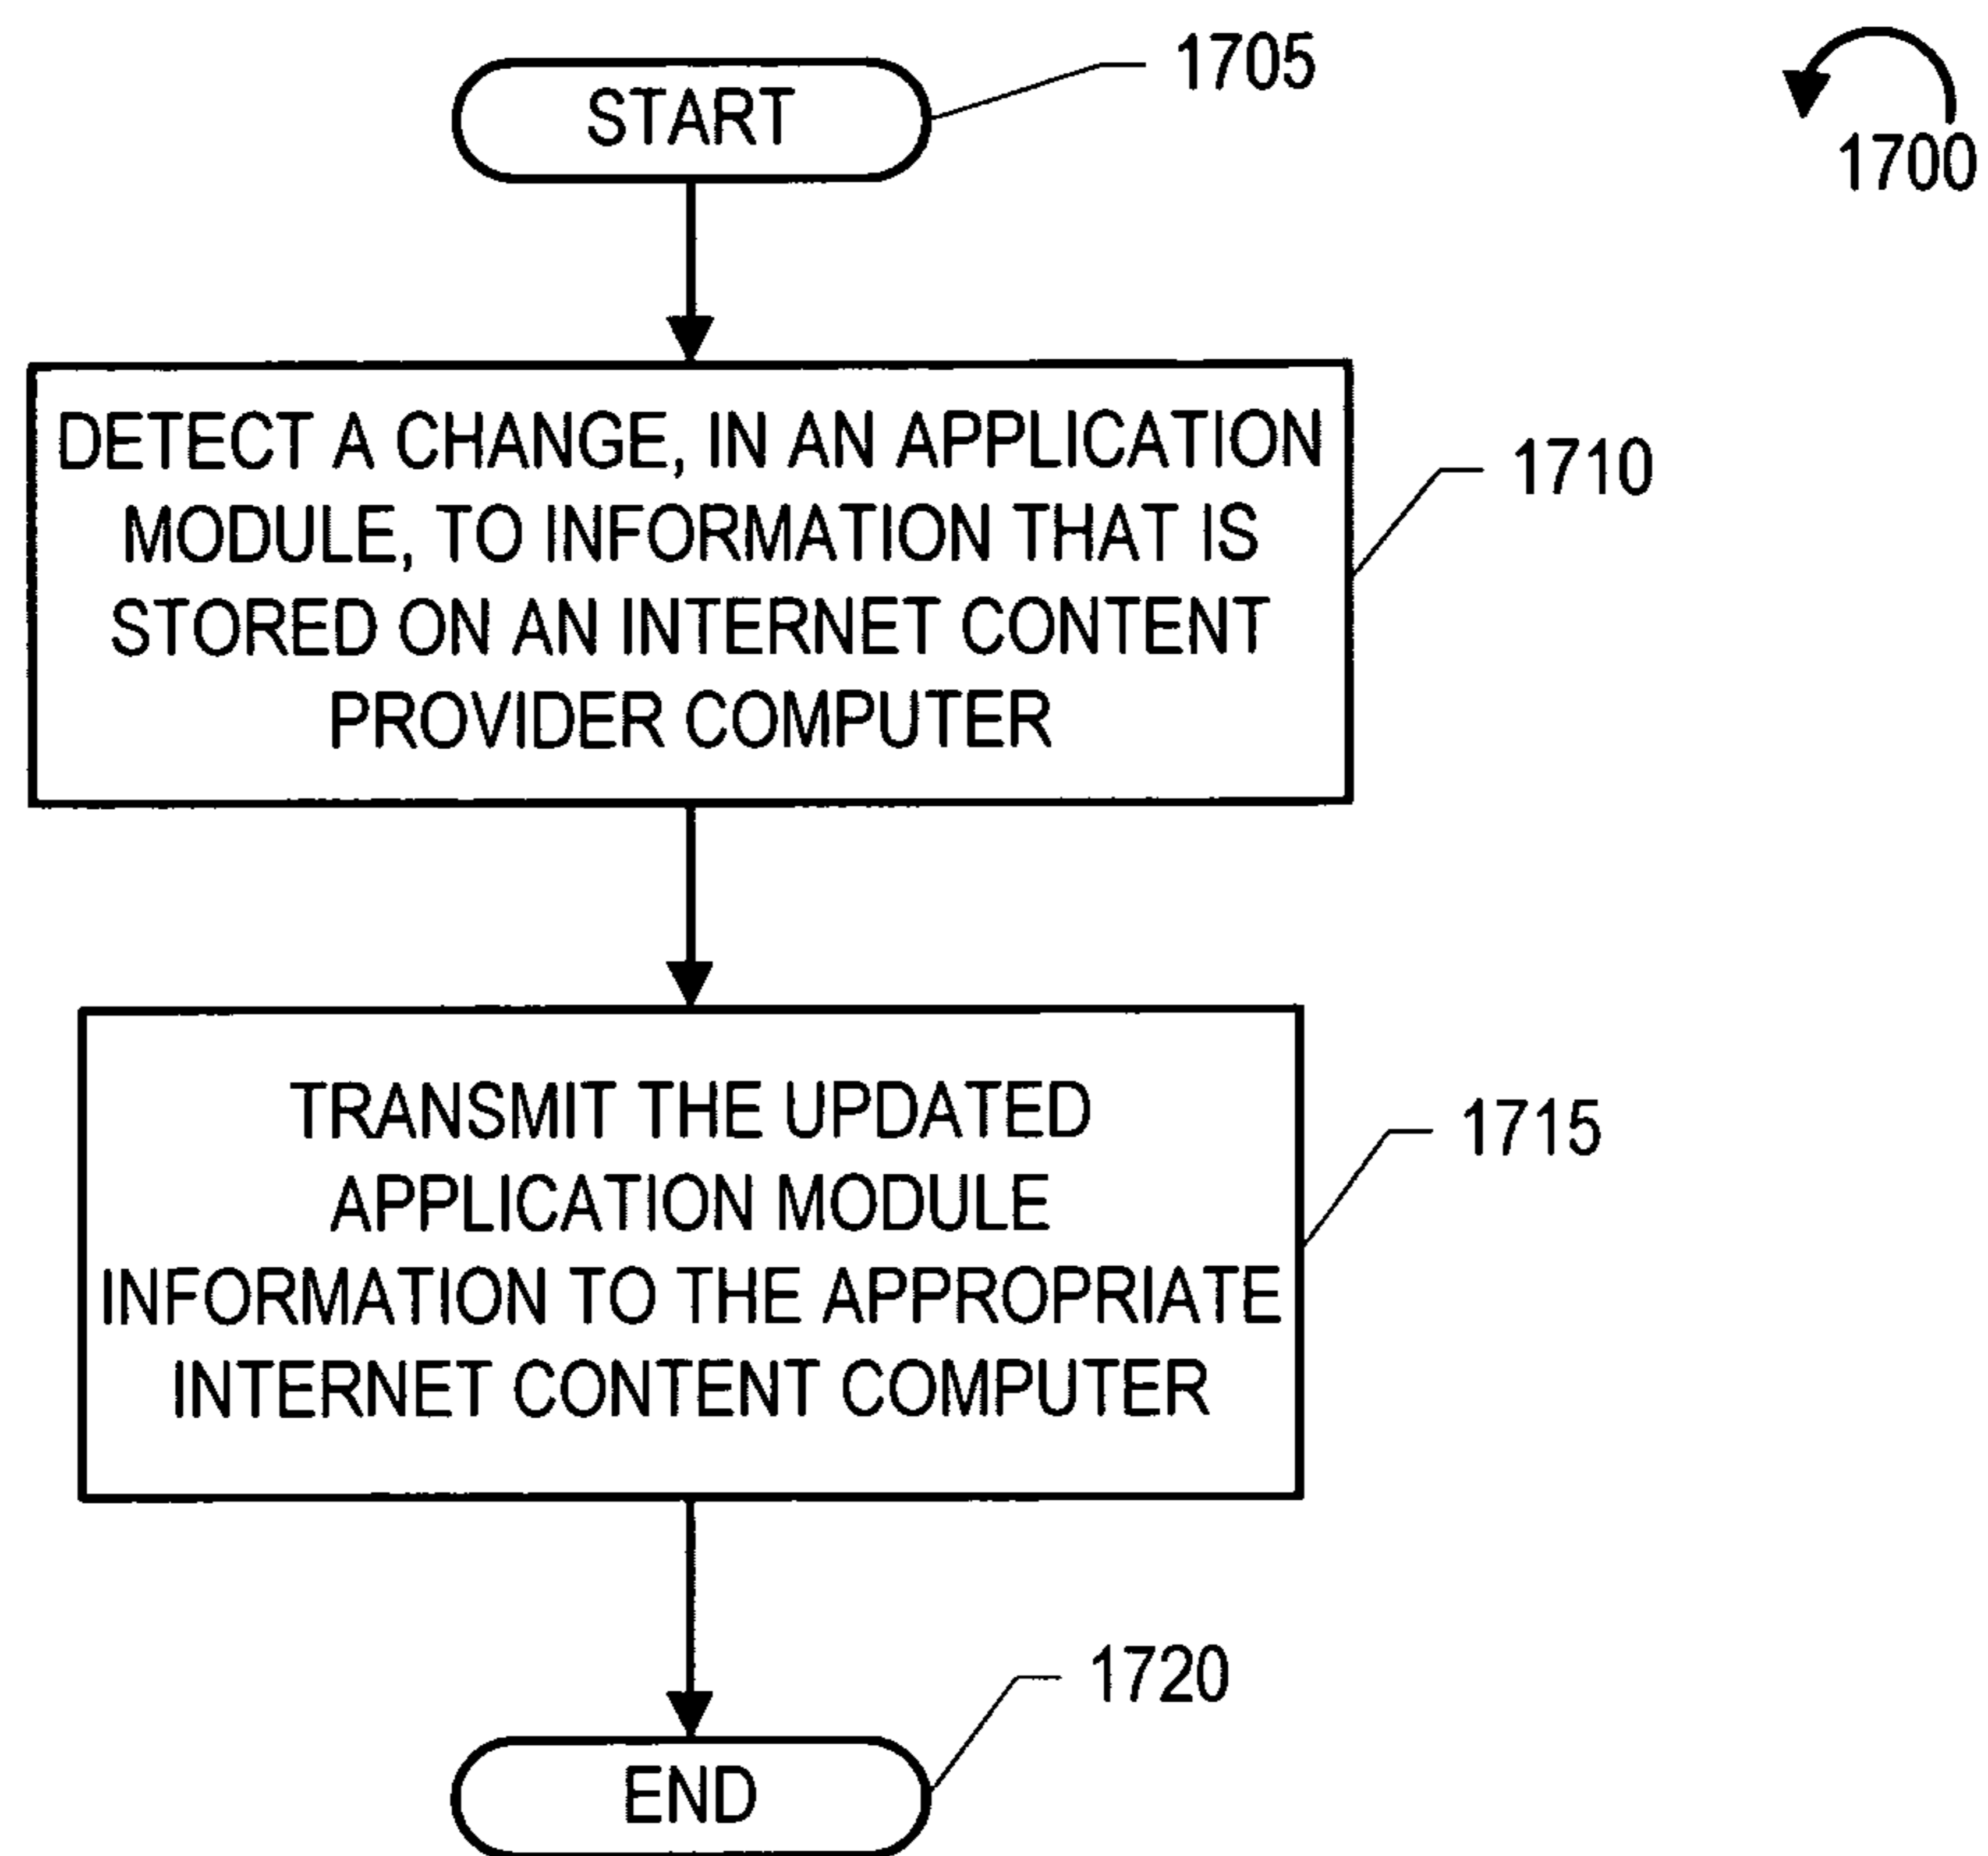 START
1705
1700
DETECT A CHANGE, IN AN APPLICATION
MODULE, TO INFORMATION THAT IS
STORED ON AN INTERNET CONTENT
PROVIDER COMPUTER
1710
TRANSMIT THE UPDATED
APPLICATION MODULE
INFORMATION TO THE APPROPRIATE
INTERNET CONTENT COMPUTER
1715
1720
END